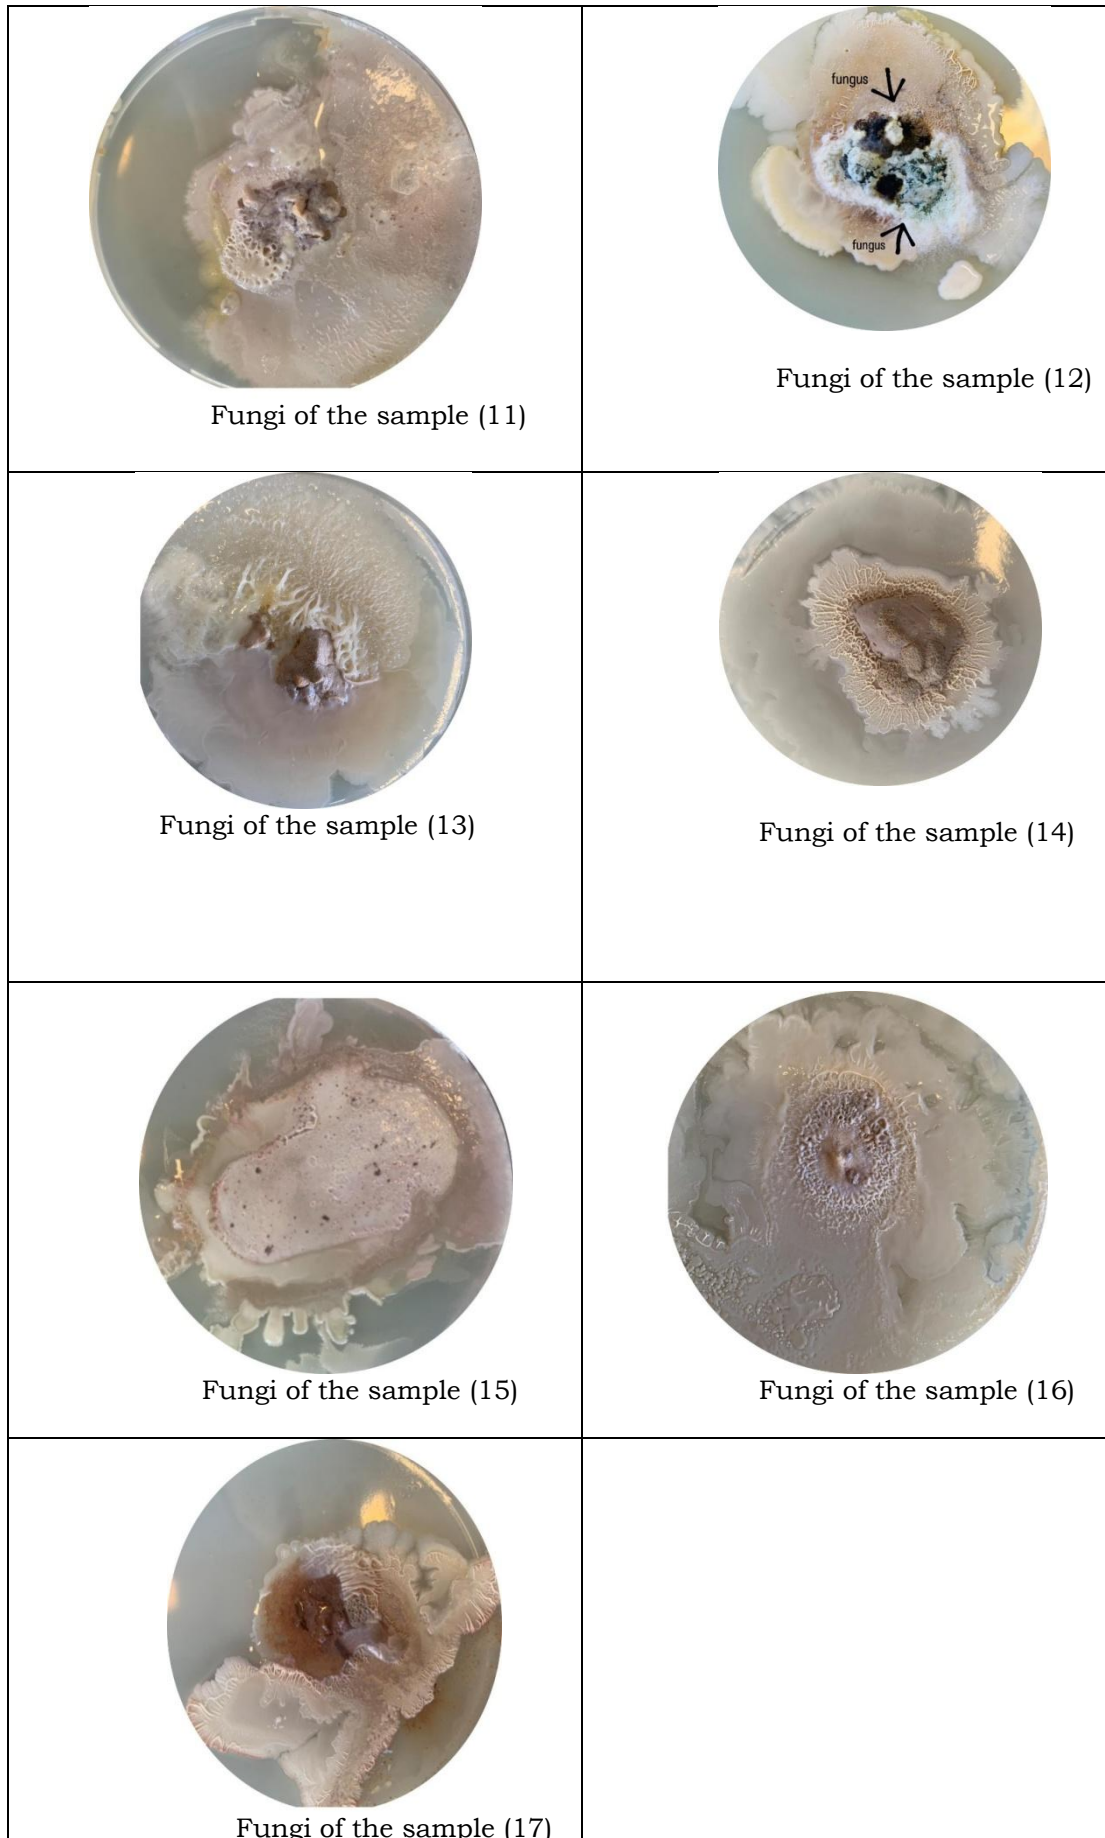 fungus
fungus
Fungi of the sample (11)
Fungi of the sample (12)
Fungi of the sample (13)
Fungi of the sample (14)
Fungi of the sample (15)
Fungi of the sample (16)
Fungi of the sample (17)